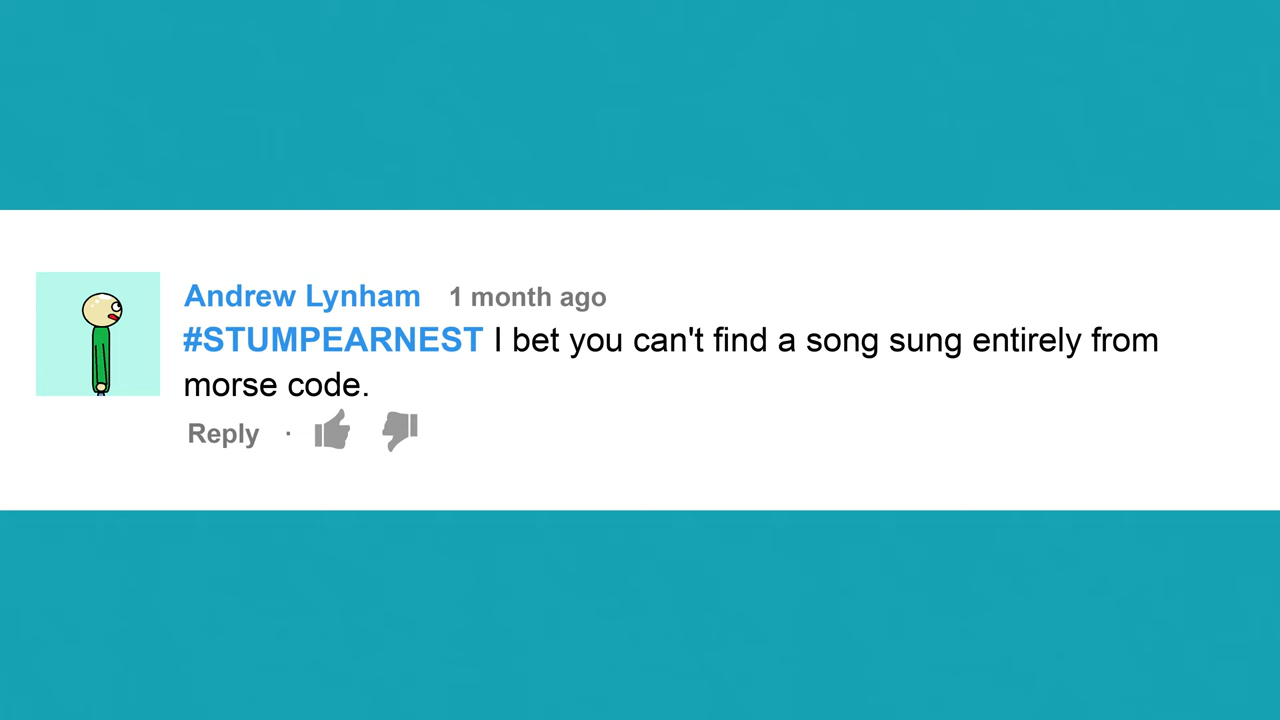 Andrew Lynham 1 month ago
#STUMPEARNEST I bet you can't find a song sung entirely from
morse code.
Reply ·